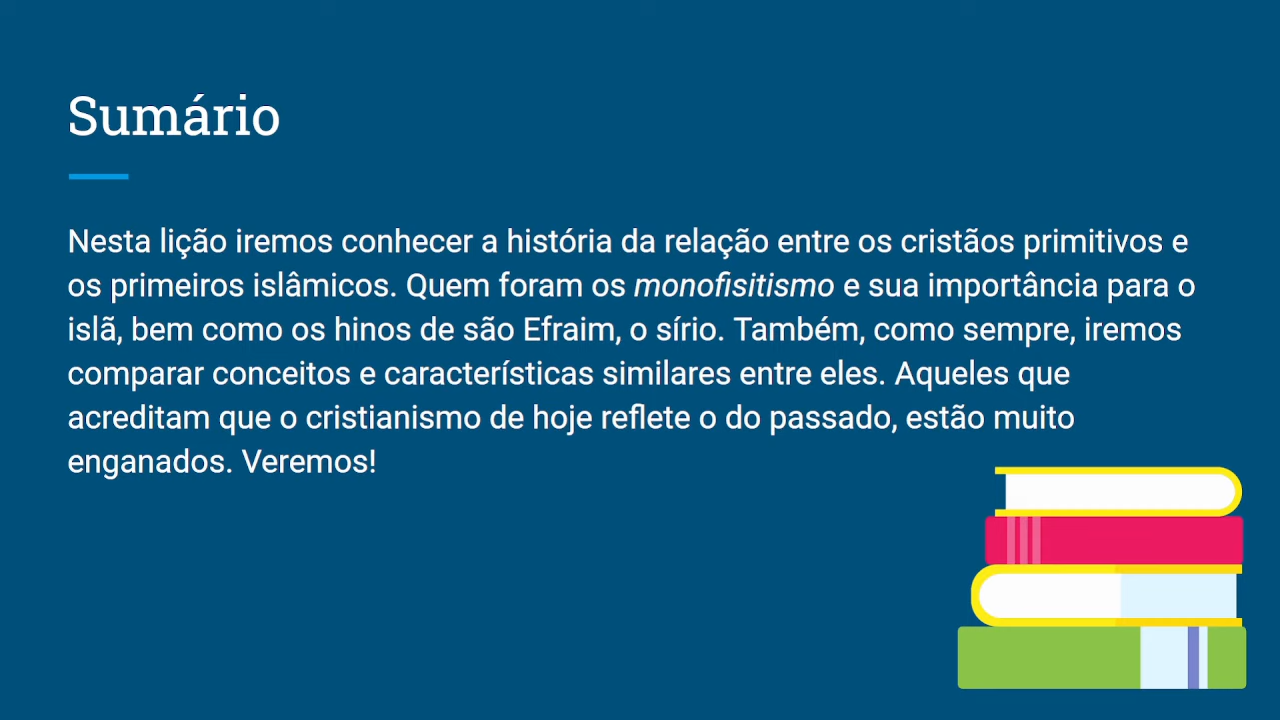 Sumário
Nesta lição iremos conhecer a história da relação entre os cristãos primitivos e
os primeiros islâmicos. Quem foram os monofisitismo e sua importância para o
islã, bem como os hinos de são Efraim, o sírio. Também, como sempre, iremos
comparar conceitos e características similares entre eles. Aqueles que
acreditam que o cristianismo de hoje reflete o do passado, estão muito
enganados. Veremos!